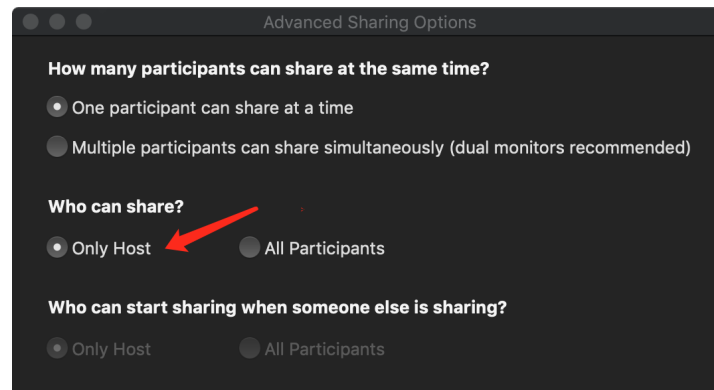 Advanced Sharing Options
How many participants can share at the same time?
One participant can share at a time
Multiple participants can share simultaneously (dual monitors recommended)
Who can share?
Only Host All Participants
Who can start sharing when someone else is sharing?
Only Host All Participants